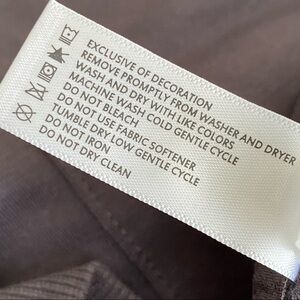 EXCLUSIVE OF DECORATION
REMOVE PROMPTLY FROM WASHER AND DRYER
WASH AND DRY WITH LIKE COLORS
MACHINE WASH COLD GENTLE CYCLE
DO NOT BLEACH
DO NOT USE FABRIC SOFTENER
TUMBLE DRY LOW GENTLE CYCLE
DO NOT IRON
DO NOT DRY CLEAN